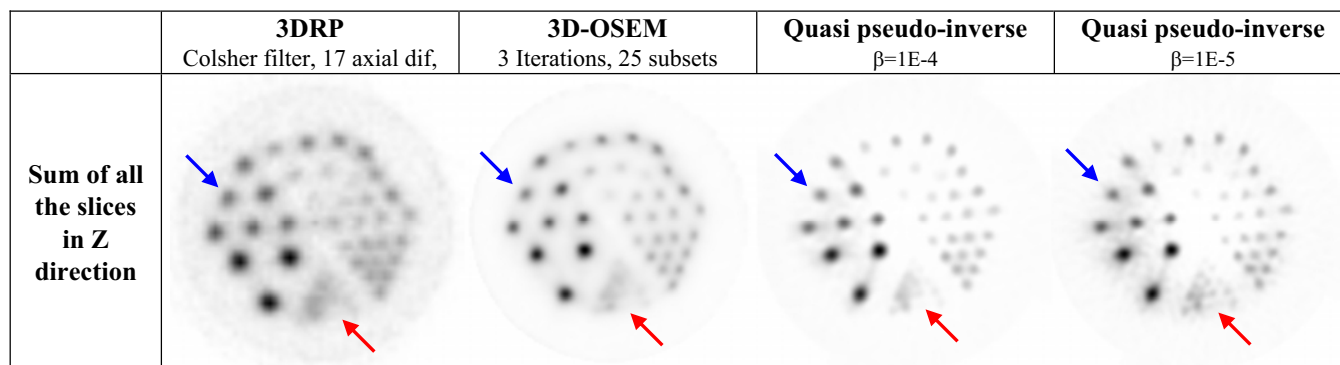 3DRP
Colsher filter, 17 axial dif,
3D-OSEM
3 Iterations, 25 subsets
Quasi pseudo-inverse
β=1E-4
Quasi pseudo-inverse
β=1E-5
Sum of all
the slices
in Z
direction